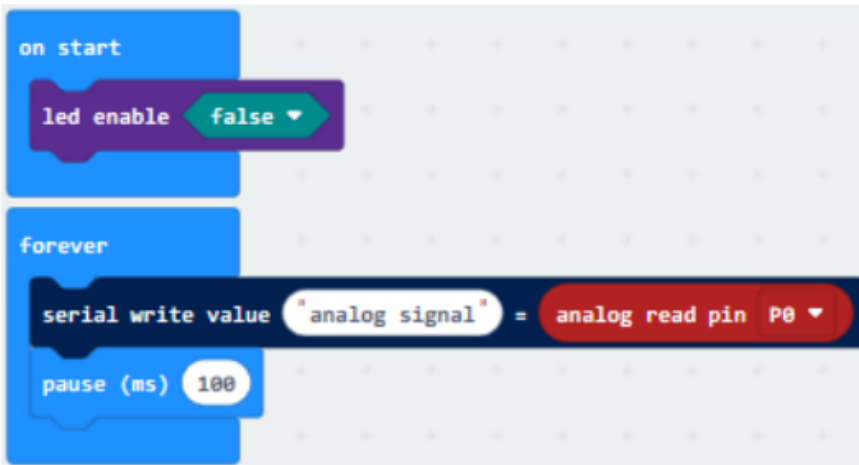 on start
led enable false
forever
serial write value "analog signal" = analog read pin P0
pause (ms) 100